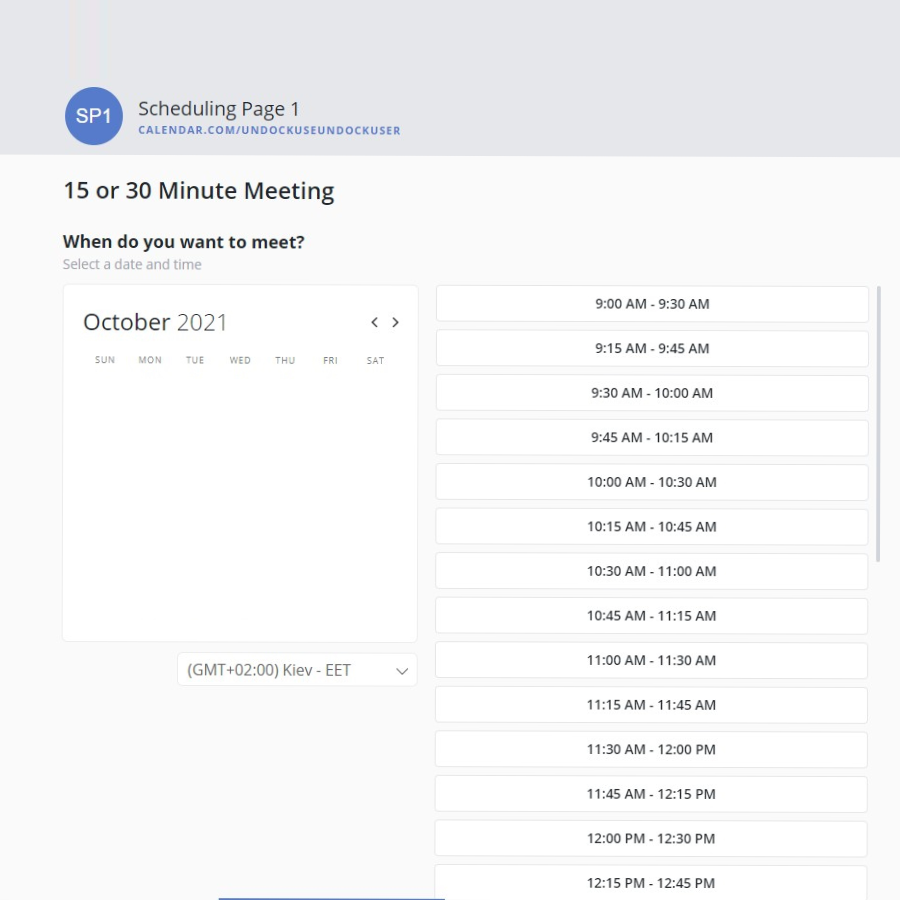 SP1
Scheduling Page 1
CALENDAR.COM/UNDOCKUSEUNDOCKUSER
15 or 30 Minute Meeting
When do you want to meet?
Select a date and time
October 2021
< >
SUN MON TUE WED THU FRI SAT
(GMT+02:00) Kiev - EET
9:00 AM - 9:30 AM
9:15 AM - 9:45 AM
9:30 AM - 10:00 AM
9:45 AM - 10:15 AM
10:00 AM - 10:30 AM
10:15 AM - 10:45 AM
10:30 AM - 11:00 AM
10:45 AM - 11:15 AM
11:00 AM - 11:30 AM
11:15 AM - 11:45 AM
11:30 AM - 12:00 PM
11:45 AM - 12:15 PM
12:00 PM - 12:30 PM
12:15 PM - 12:45 PM